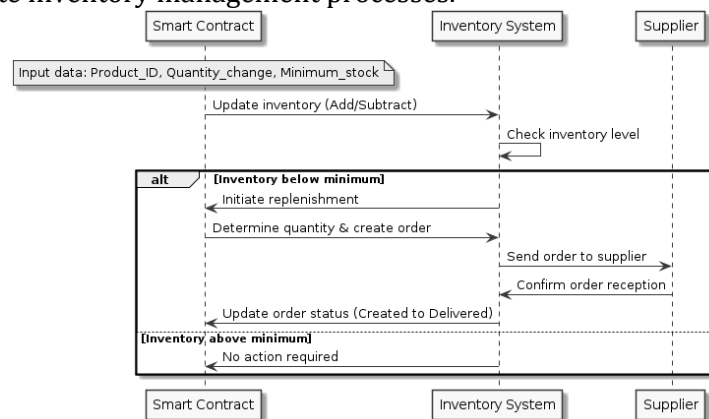 to inventory management processes.
Smart Contract Inventory System Supplier
Input data: Product_ID, Quantity_change, Minimum_stock
Update inventory (Add/Subtract)
Check inventory level
alt [Inventory below minimum]
Initiate replenishment
Determine quantity & create order
Send order to supplier
Confirm order reception
Update order status (Created to Delivered)
[Inventory above minimum]
No action required
Smart Contract Inventory System Supplier